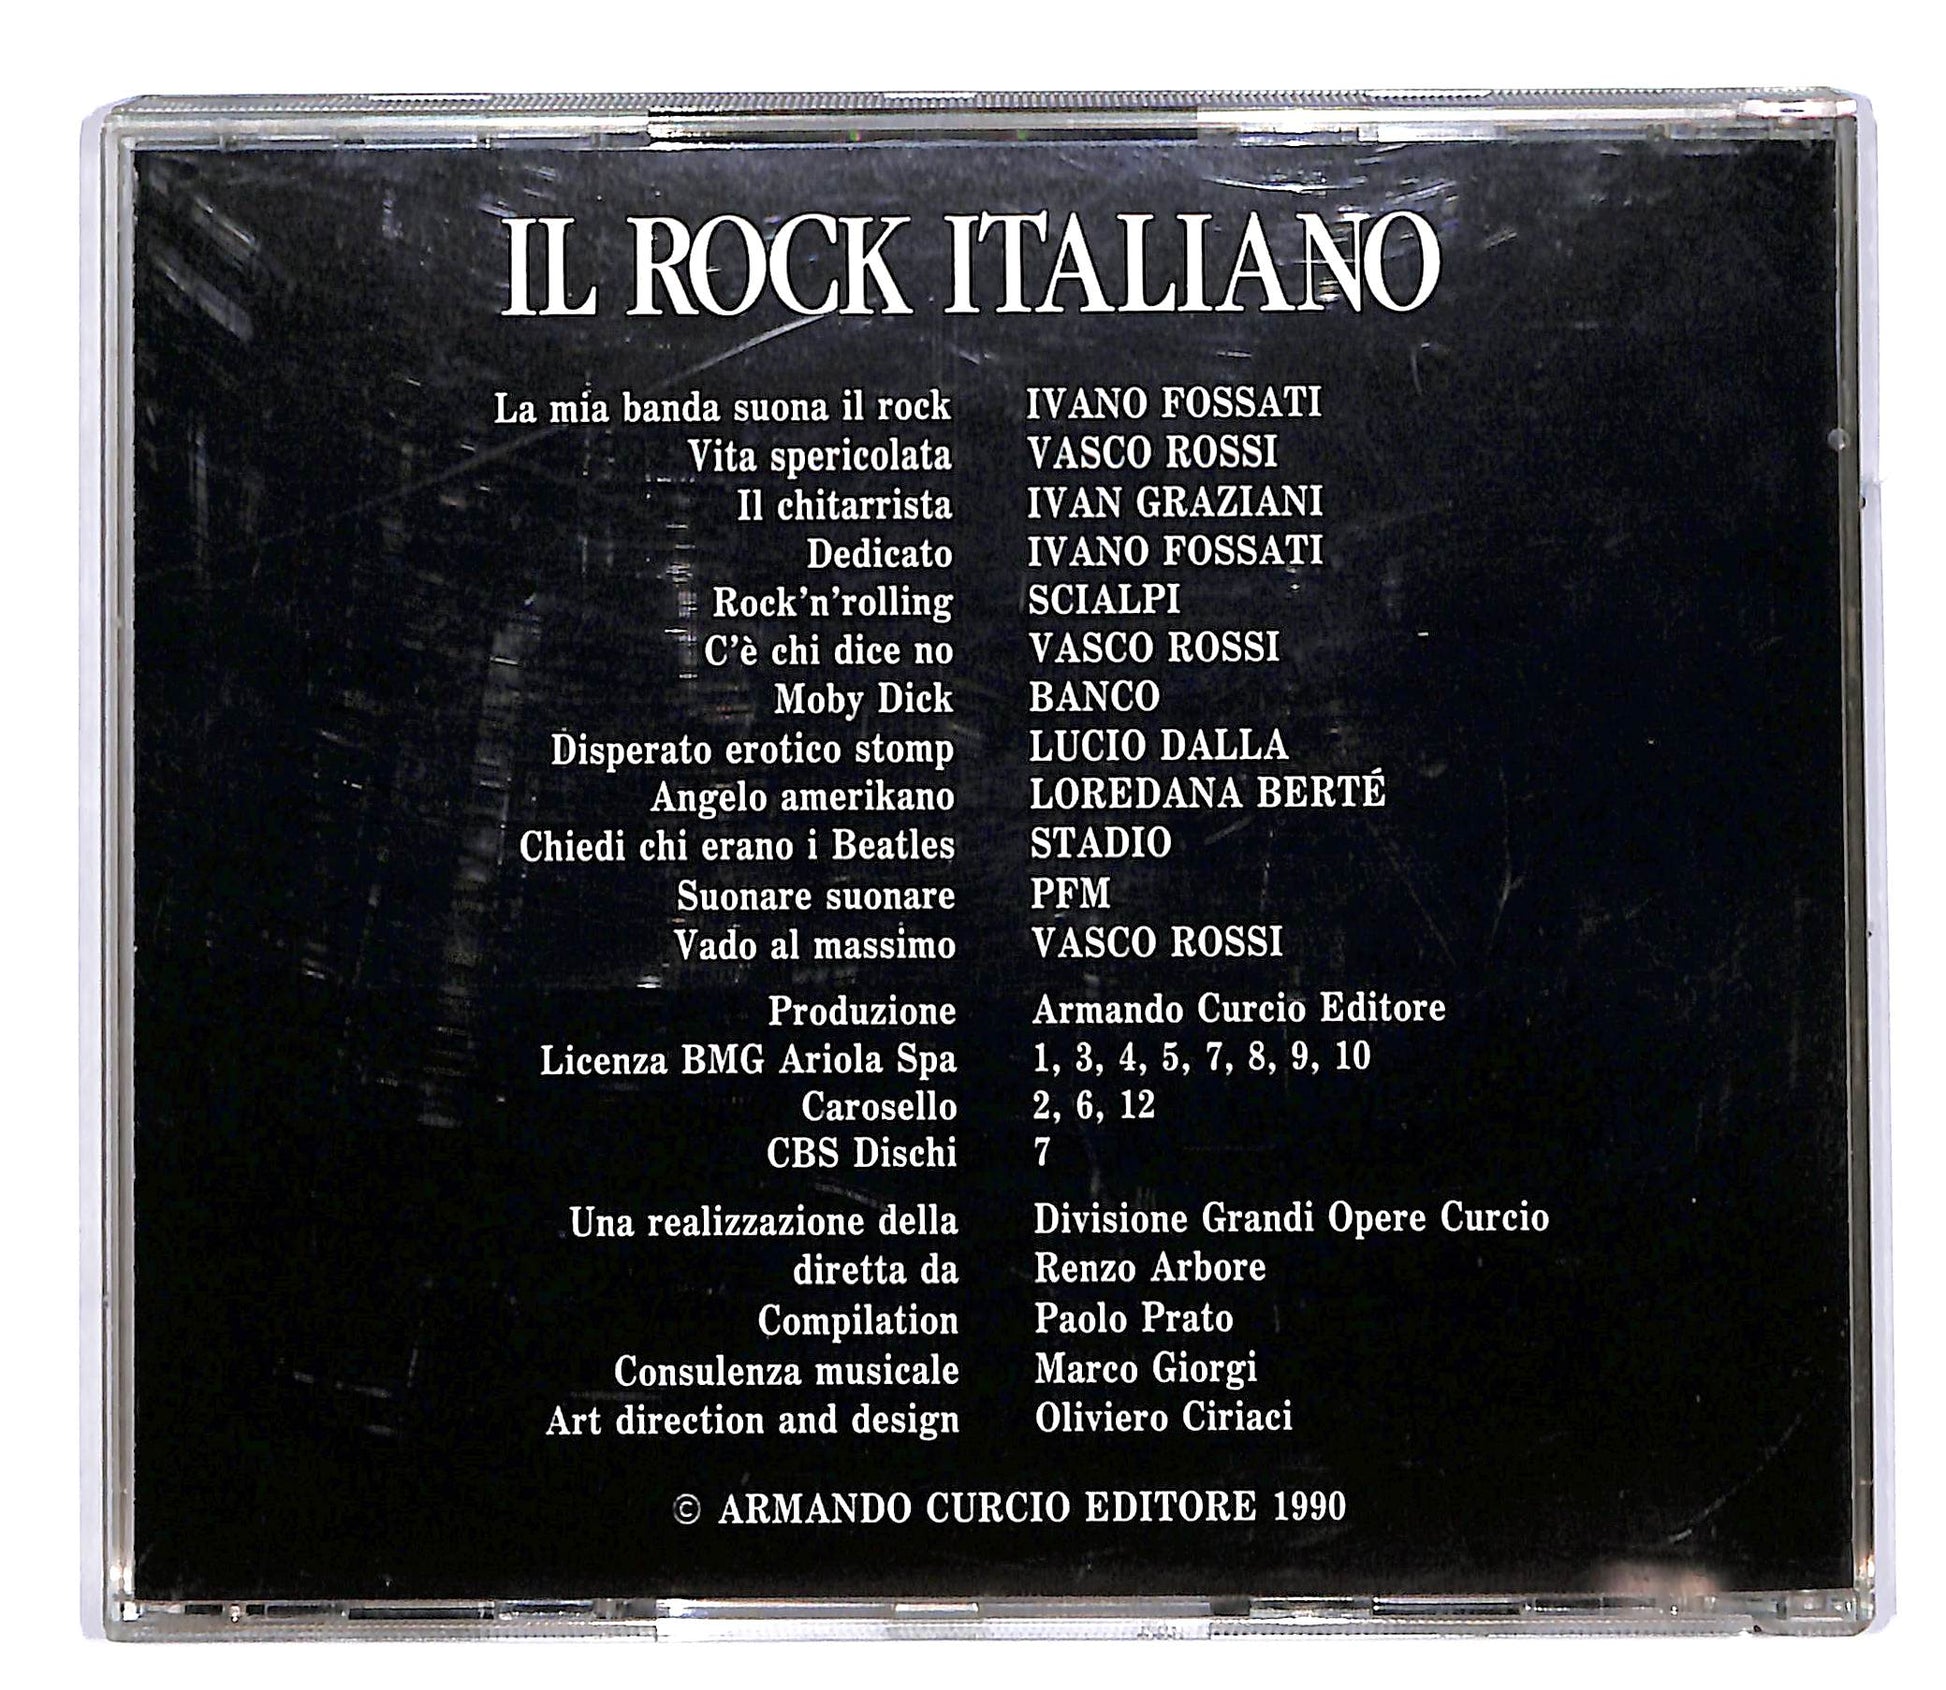 IL ROCK ITALIANO
La mia banda suona il rock IVANO FOSSATI
Vita spericolata VASCO ROSSI
Il chitarrista IVAN GRAZIANI
Dedicato IVANO FOSSATI
Rock'n'rolling SCIALPI
C'è chi dice no VASCO ROSSI
Moby Dick BANCO
Disperato erotico stomp LUCIO DALLA
Angelo amerikano LOREDANA BERTÉ
Chiedi chi erano i Beatles STADIO
Suonare suonare PFM
Vado al massimo VASCO ROSSI
Produzione Armando Curcio Editore
Licenza BMG Ariola Spa 1, 3, 4, 5, 7, 8, 9, 10
Carosello 2, 6, 12
CBS Dischi 7
Una realizzazione della Divisione Grandi Opere Curcio
diretta da Renzo Arbore
Compilation Paolo Prato
Consulenza musicale Marco Giorgi
Art direction and design Oliviero Ciriaci
© ARMANDO CURCIO EDITORE 1990